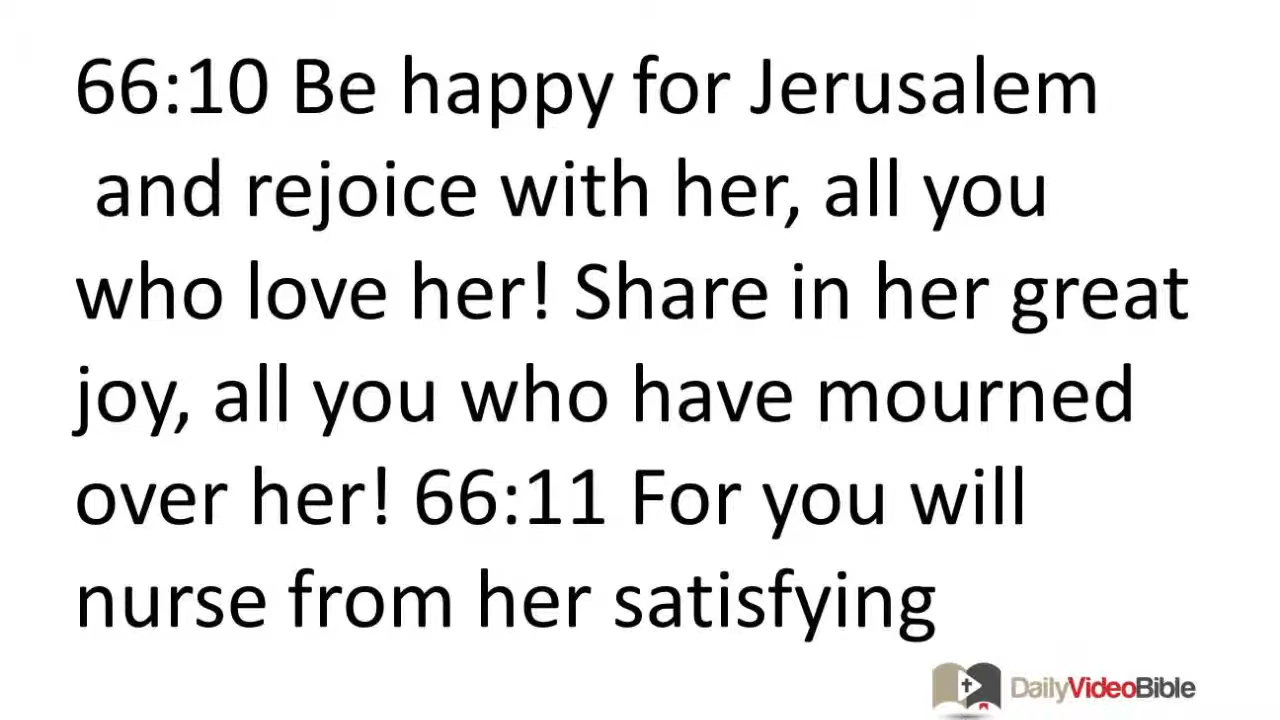 66:10 Be happy for Jerusalem
and rejoice with her, all you
who love her! Share in her great
joy, all you who have mourned
over her! 66:11 For you will
nurse from her satisfying
DailyVideoBible